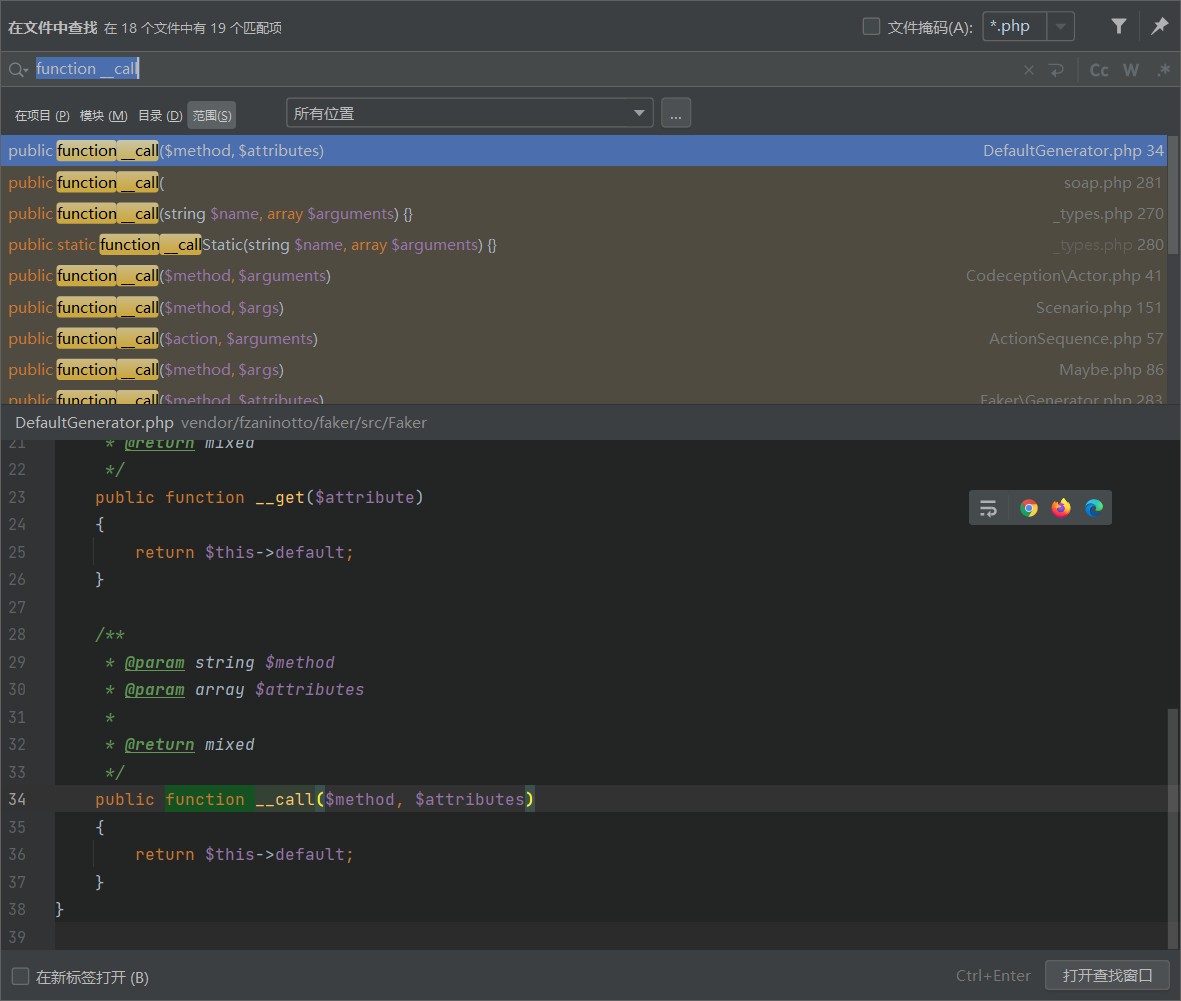 在文件中查找 在 18 个文件中有 19 个匹配项 文件掩码(A): *.php
function __call Cc W .*
在项目 (P) 模块 (M) 目录 (D) 范围(S) 所有位置 ...
public function __call($method, $attributes) DefaultGenerator.php 34
public function __call( soap.php 281
public function __call(string $name, array $arguments) {} _types.php 270
public static function __callStatic(string $name, array $arguments) {} _types.php 280
public function __call($method, $arguments) Codeception\Actor.php 41
public function __call($method, $args) Scenario.php 151
public function __call($action, $arguments) ActionSequence.php 57
public function __call($method, $args) Maybe.php 86
public function __call($method, $attributes) Faker\Generator.php 283
DefaultGenerator.php vendor/fzaninotto/faker/src/Faker
21 * @return mixed
22 */
23 public function __get($attribute)
24 {
25 return $this->default;
26 }
27
28 /**
29 * @param string $method
30 * @param array $attributes
31 *
32 * @return mixed
33 */
34 public function __call($method, $attributes)
35 {
36 return $this->default;
37 }
38 }
39
在新标签打开 (B) Ctrl+Enter 打开查找窗口